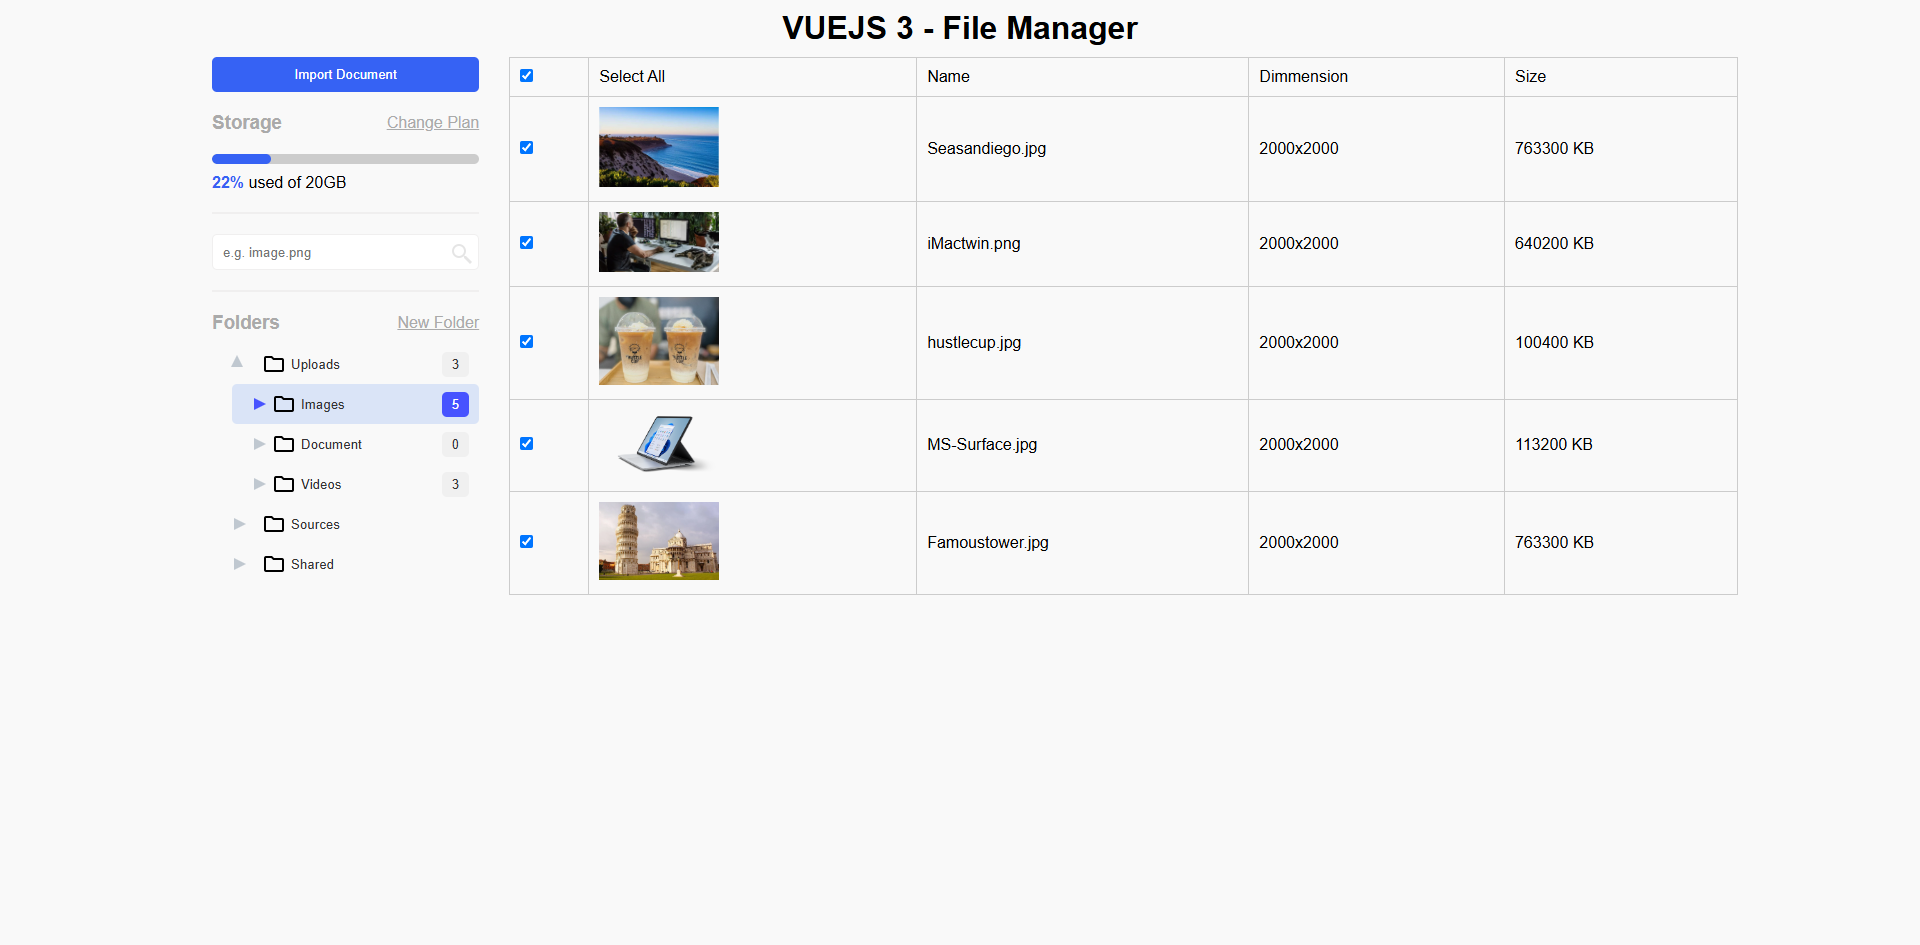 VUEJS 3 - File Manager
Import Document
Storage Change Plan
22% used of 20GB
e.g. image.png
Folders New Folder
Uploads 3
Images 5
Document 0
Videos 3
Sources
Shared
Select All Name Dimmension Size
Seasandiego.jpg 2000x2000 763300 KB
iMactwin.png 2000x2000 640200 KB
hustlecup.jpg 2000x2000 100400 KB
MS-Surface.jpg 2000x2000 113200 KB
Famoustower.jpg 2000x2000 763300 KB